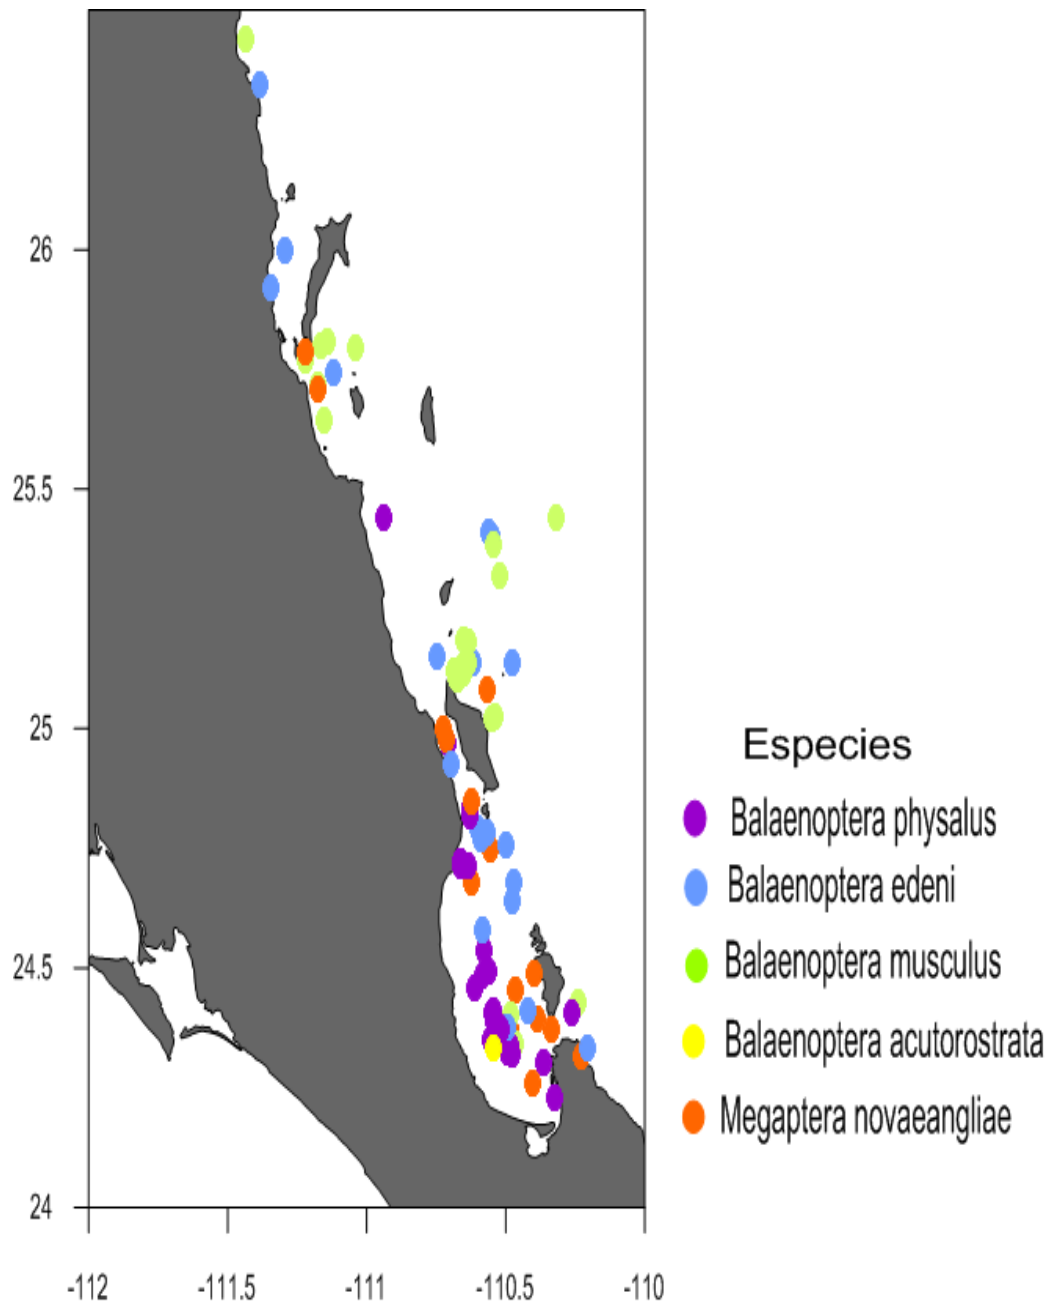 26
25.5
25
24.5
24
-112
-111.5
-111
-110.5
-110
Especies
Balaenoptera physalus
Balaenoptera edeni
Balaenoptera musculus
Balaenoptera acutorostrata
Megaptera novaeangliae